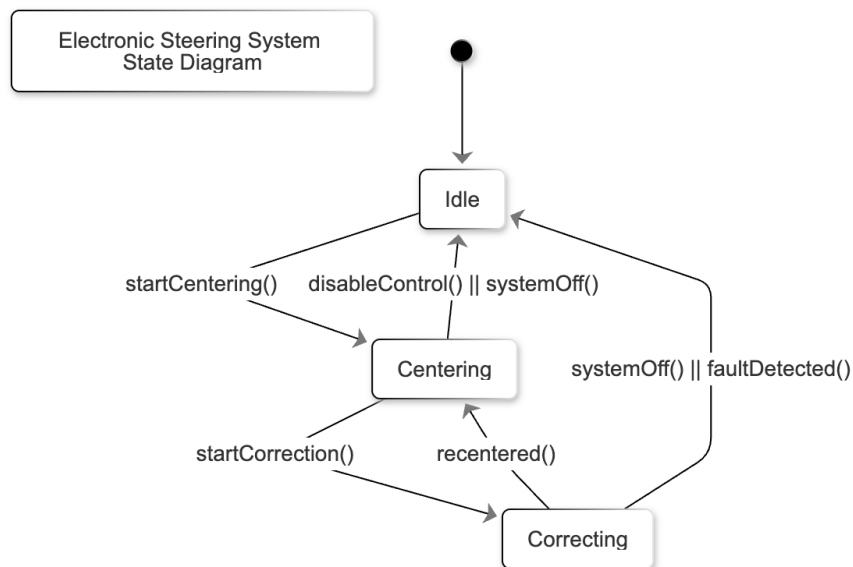 Electronic Steering System
State Diagram
Idle
startCentering()
disableControl() || systemOff()
Centering
systemOff() || faultDetected()
startCorrection()
recentered()
Correcting